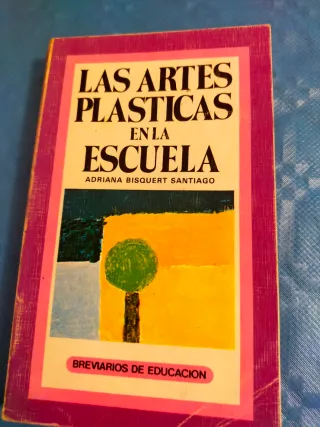 LAS ARTES
PLASTICAS
EN LA
ESCUELA
ADRIANA BISQUERT SANTIAGO
BREVIARIOS DE EDUCACION